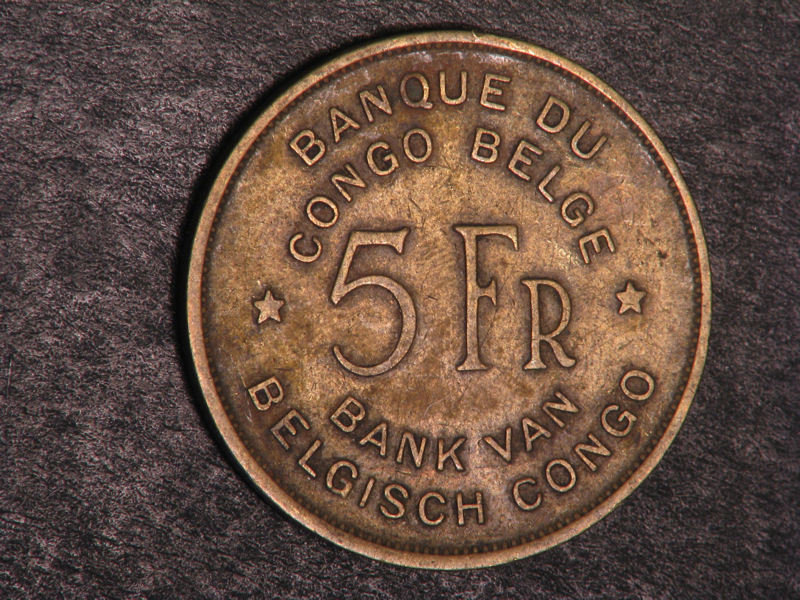 BANQUE DU
CONGO BELGE
5 FR
BANK VAN
BELGISCH CONGO